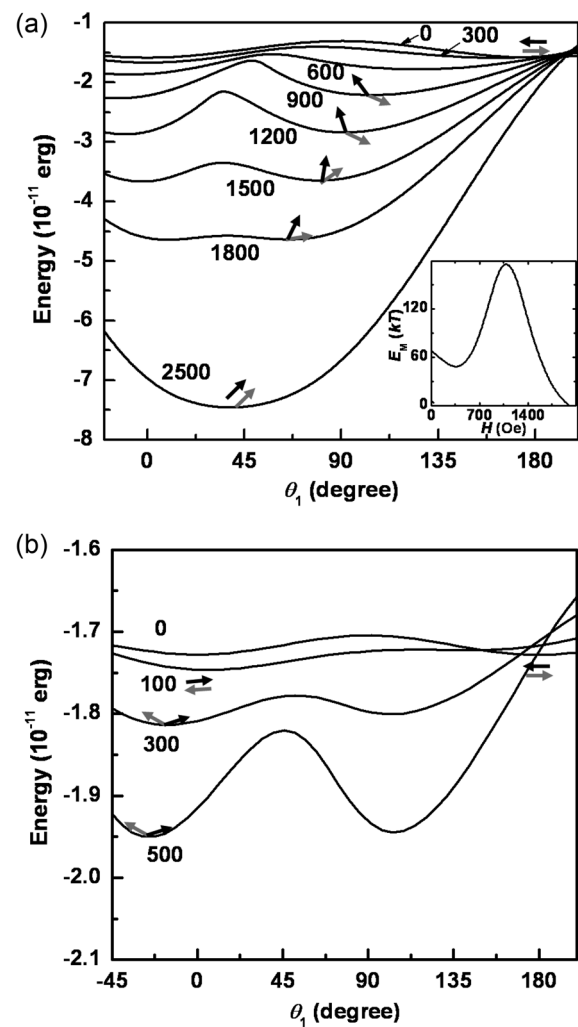 (a)
-1
0
300
-2
600
900
-3
1200
-4
1500
1800
-5
Energy (10⁻¹¹ erg)
-6
2500
-7
-8
0 45 90 135 180
θ₁ (degree)
E_M (kT)
120
60
0
0 700 1400
H (Oe)
(b)
-1.6
0
-1.7
100
-1.8
300
-1.9
500
-2.0
-2.1
Energy (10⁻¹¹ erg)
-45 0 45 90 135 180
θ₁ (degree)